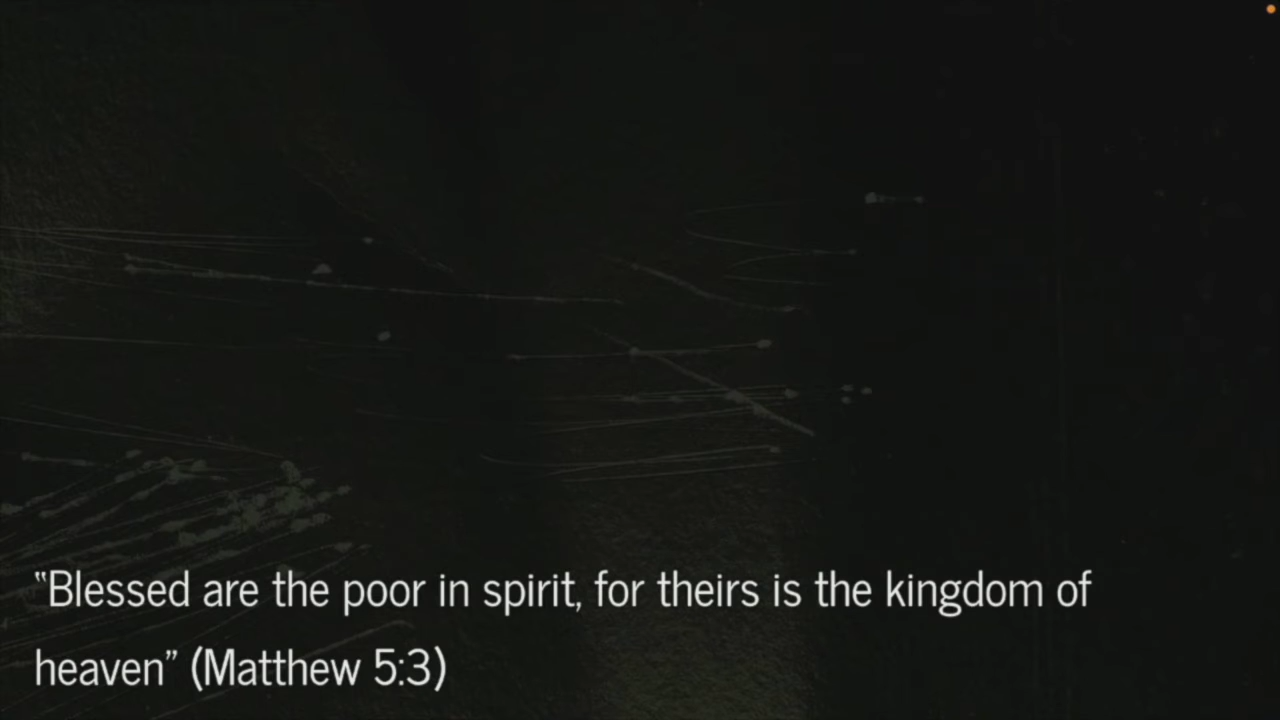 “Blessed are the poor in spirit, for theirs is the kingdom of
heaven” (Matthew 5:3)